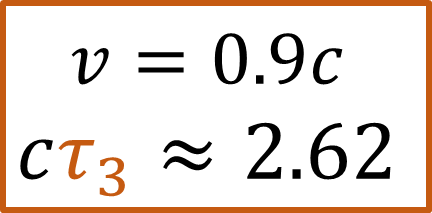 𝑣 = 0.9𝑐
𝑐𝜏₃ ≈ 2.62